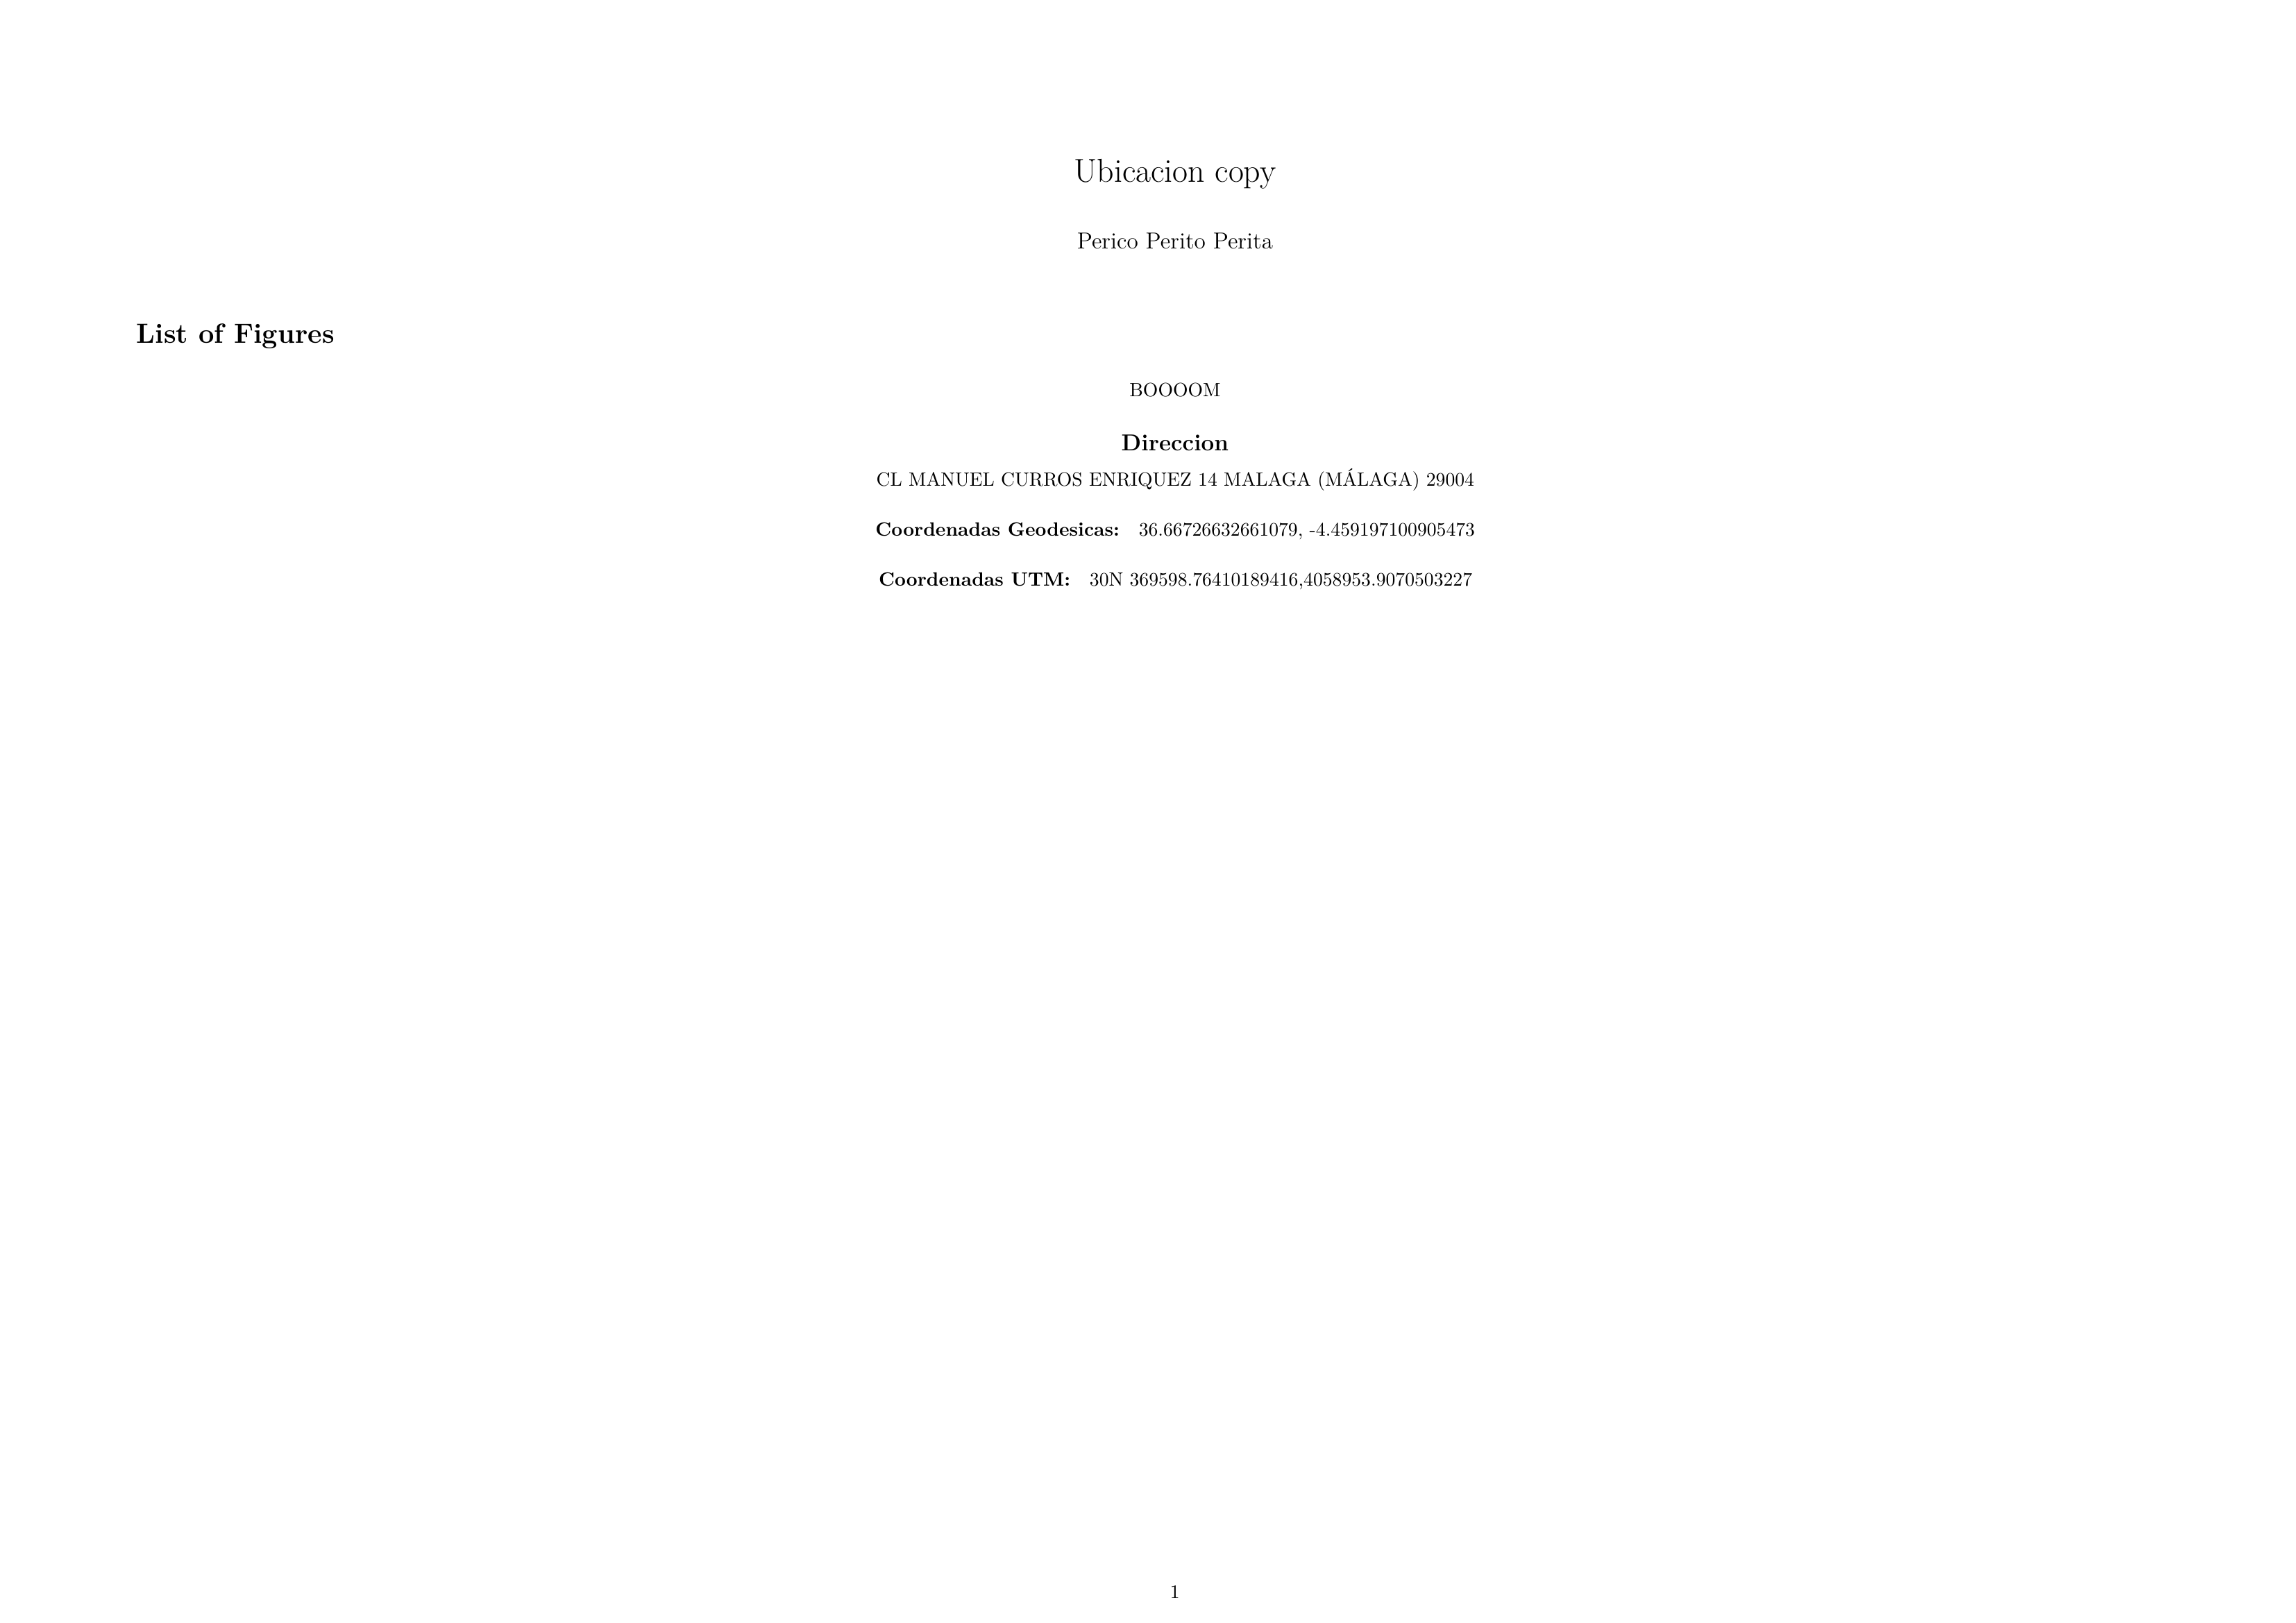 Ubicacion copy
Perico Perito Perita
List of Figures
BOOOOM
Direccion
CL MANUEL CURROS ENRIQUEZ 14 MALAGA (MÁLAGA) 29004
Coordenadas Geodesicas: 36.66726632661079, -4.459197100905473
Coordenadas UTM: 30N 369598.76410189416,4058953.9070503227
1